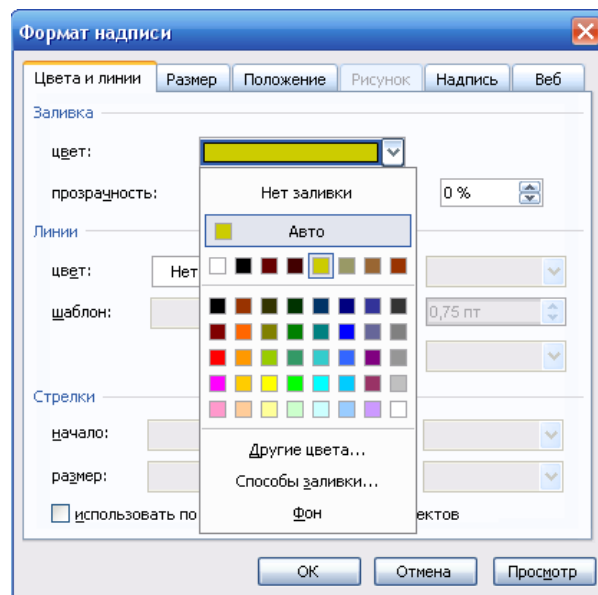 Формат надписи
Цвета и линии Размер Положение Рисунок Надпись Веб
Заливка
цвет:
Нет заливки
прозрачность: 0 %
Авто
Линии
цвет: Нет
шаблон: 0,75 пт
Стрелки
начало:
Другие цвета...
размер:
Способы заливки...
использовать по ектов
Фон
ОК Отмена Просмотр